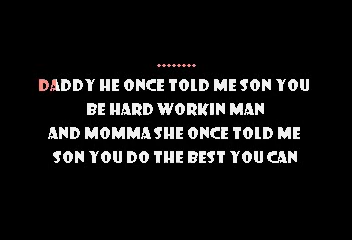 DADDY HE ONCE TOLD ME SON YOU
BE HARD WORKIN MAN
AND MOMMA SHE ONCE TOLD ME
SON YOU DO THE BEST YOU CAN